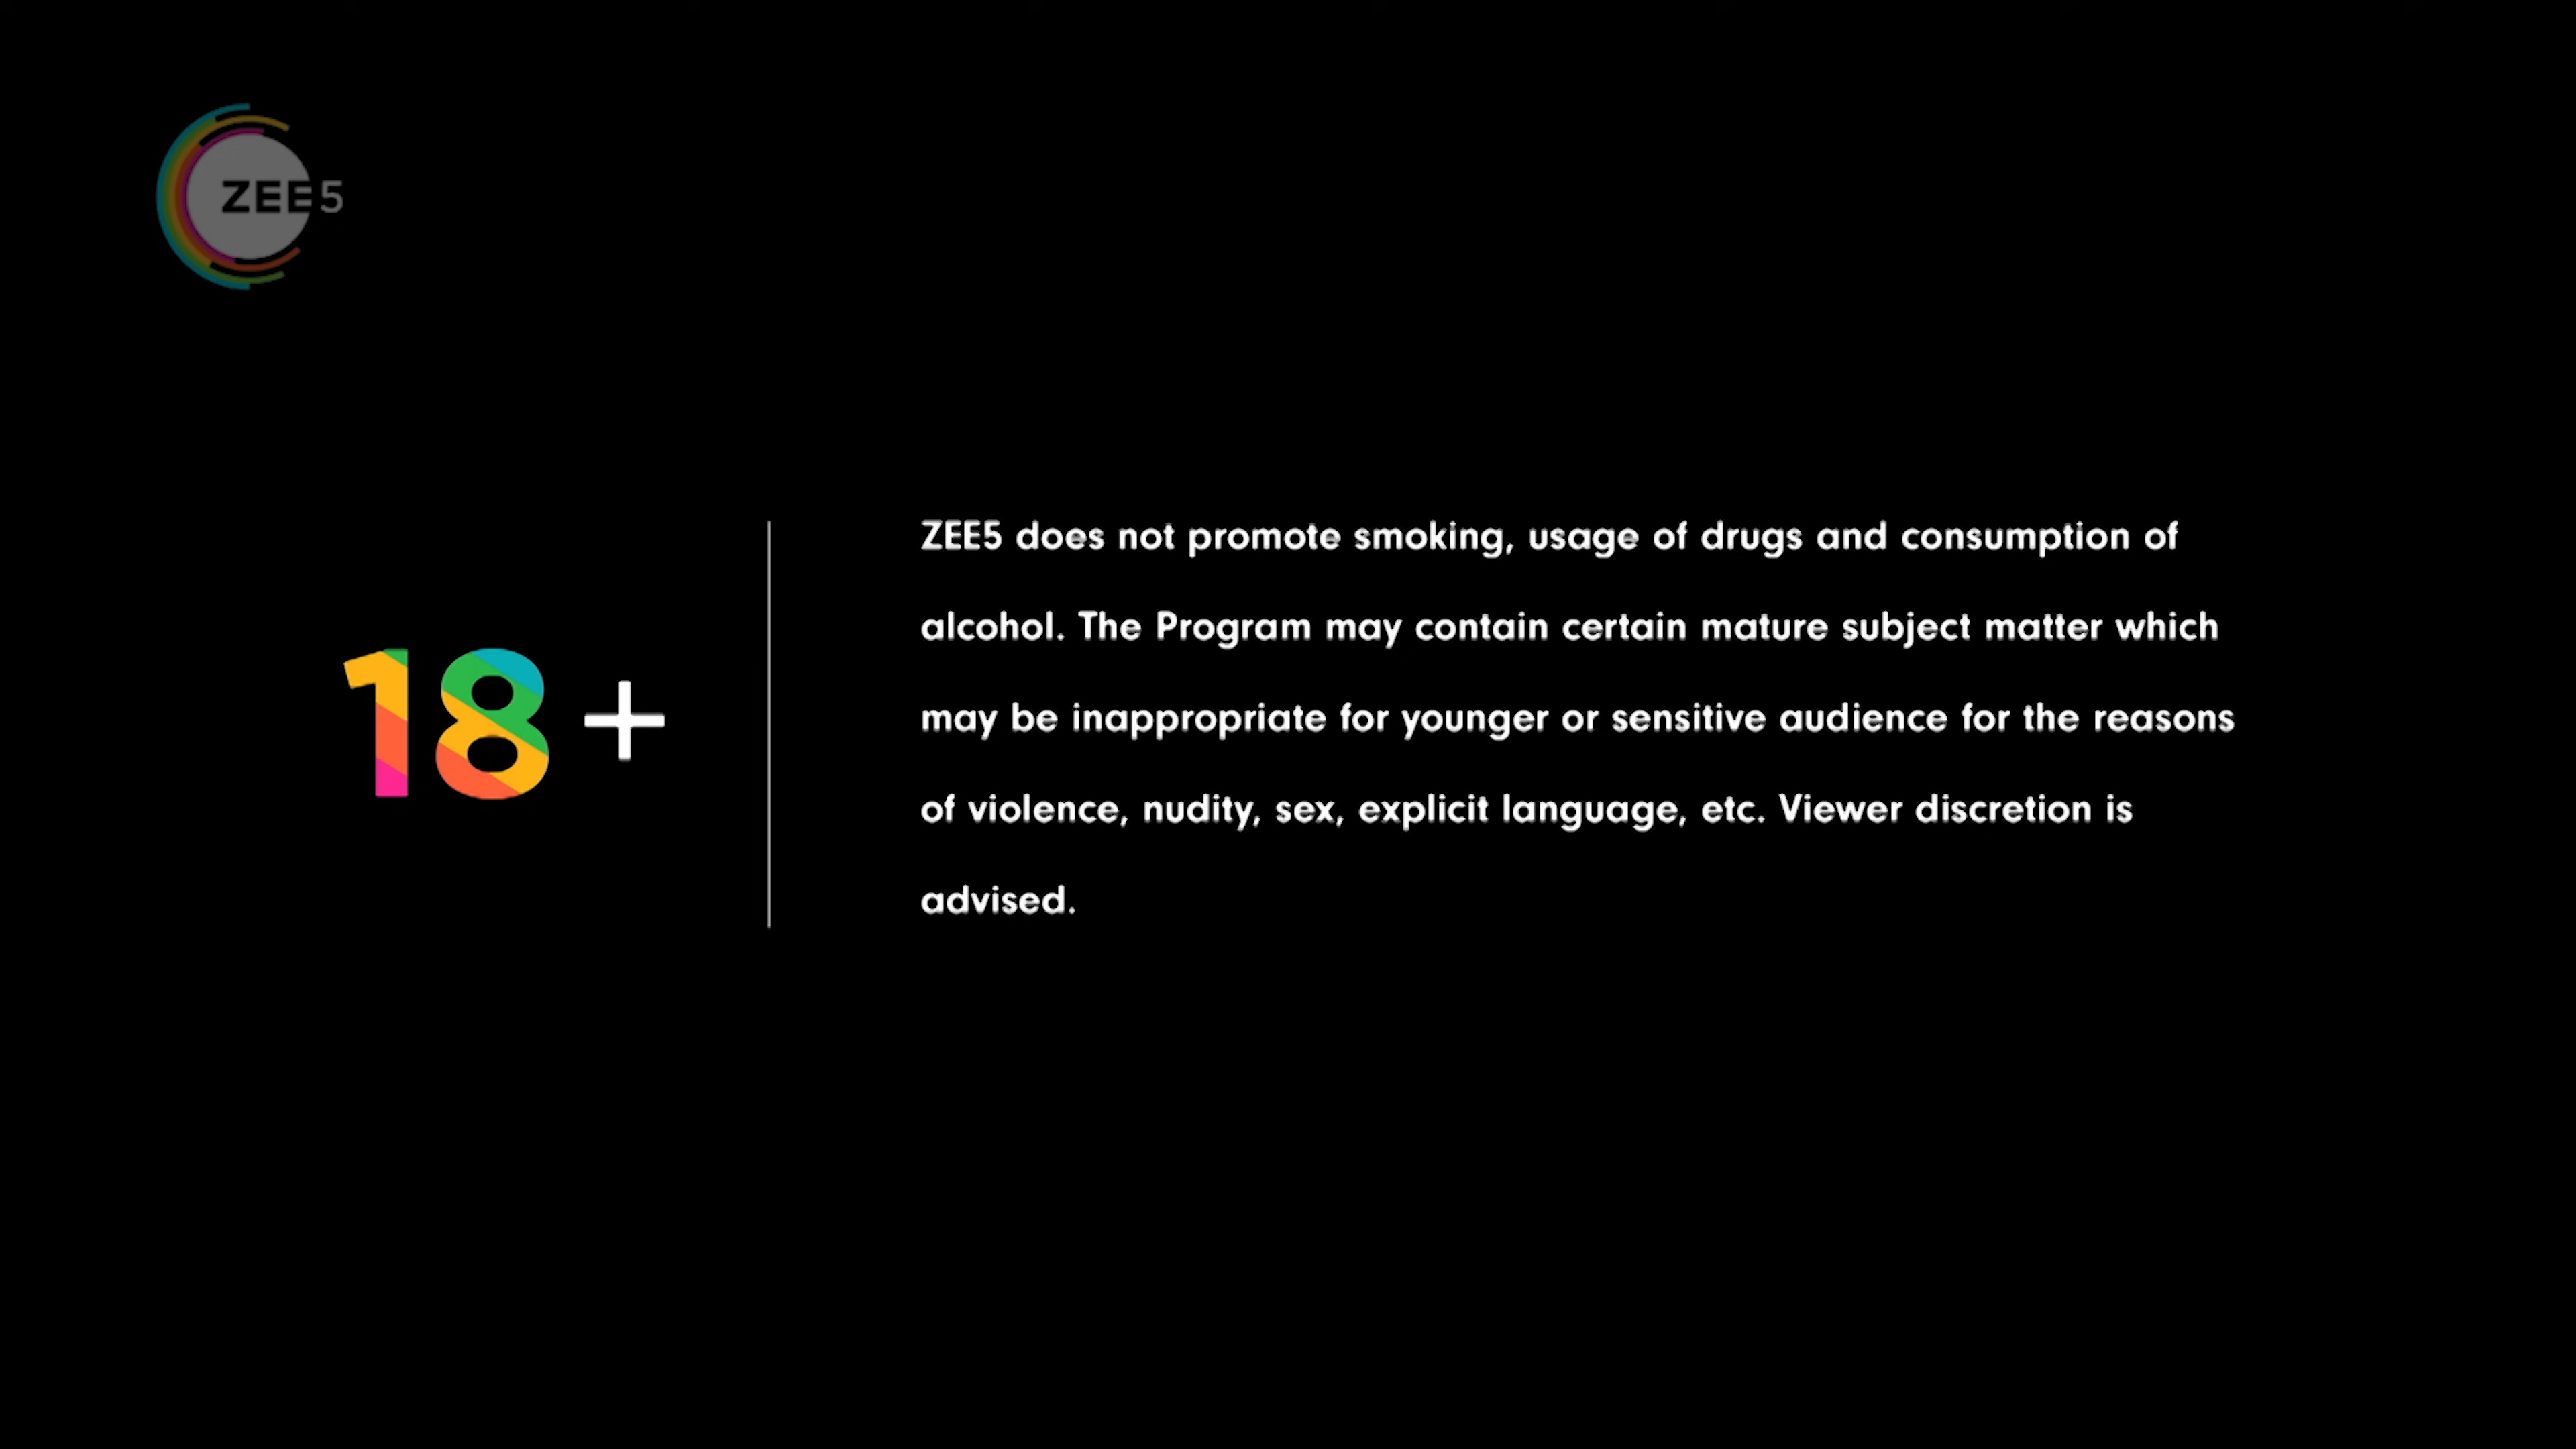 ZEE5
18+
ZEE5 does not promote smoking, usage of drugs and consumption of
alcohol. The Program may contain certain mature subject matter which
may be inappropriate for younger or sensitive audience for the reasons
of violence, nudity, sex, explicit language, etc. Viewer discretion is
advised.